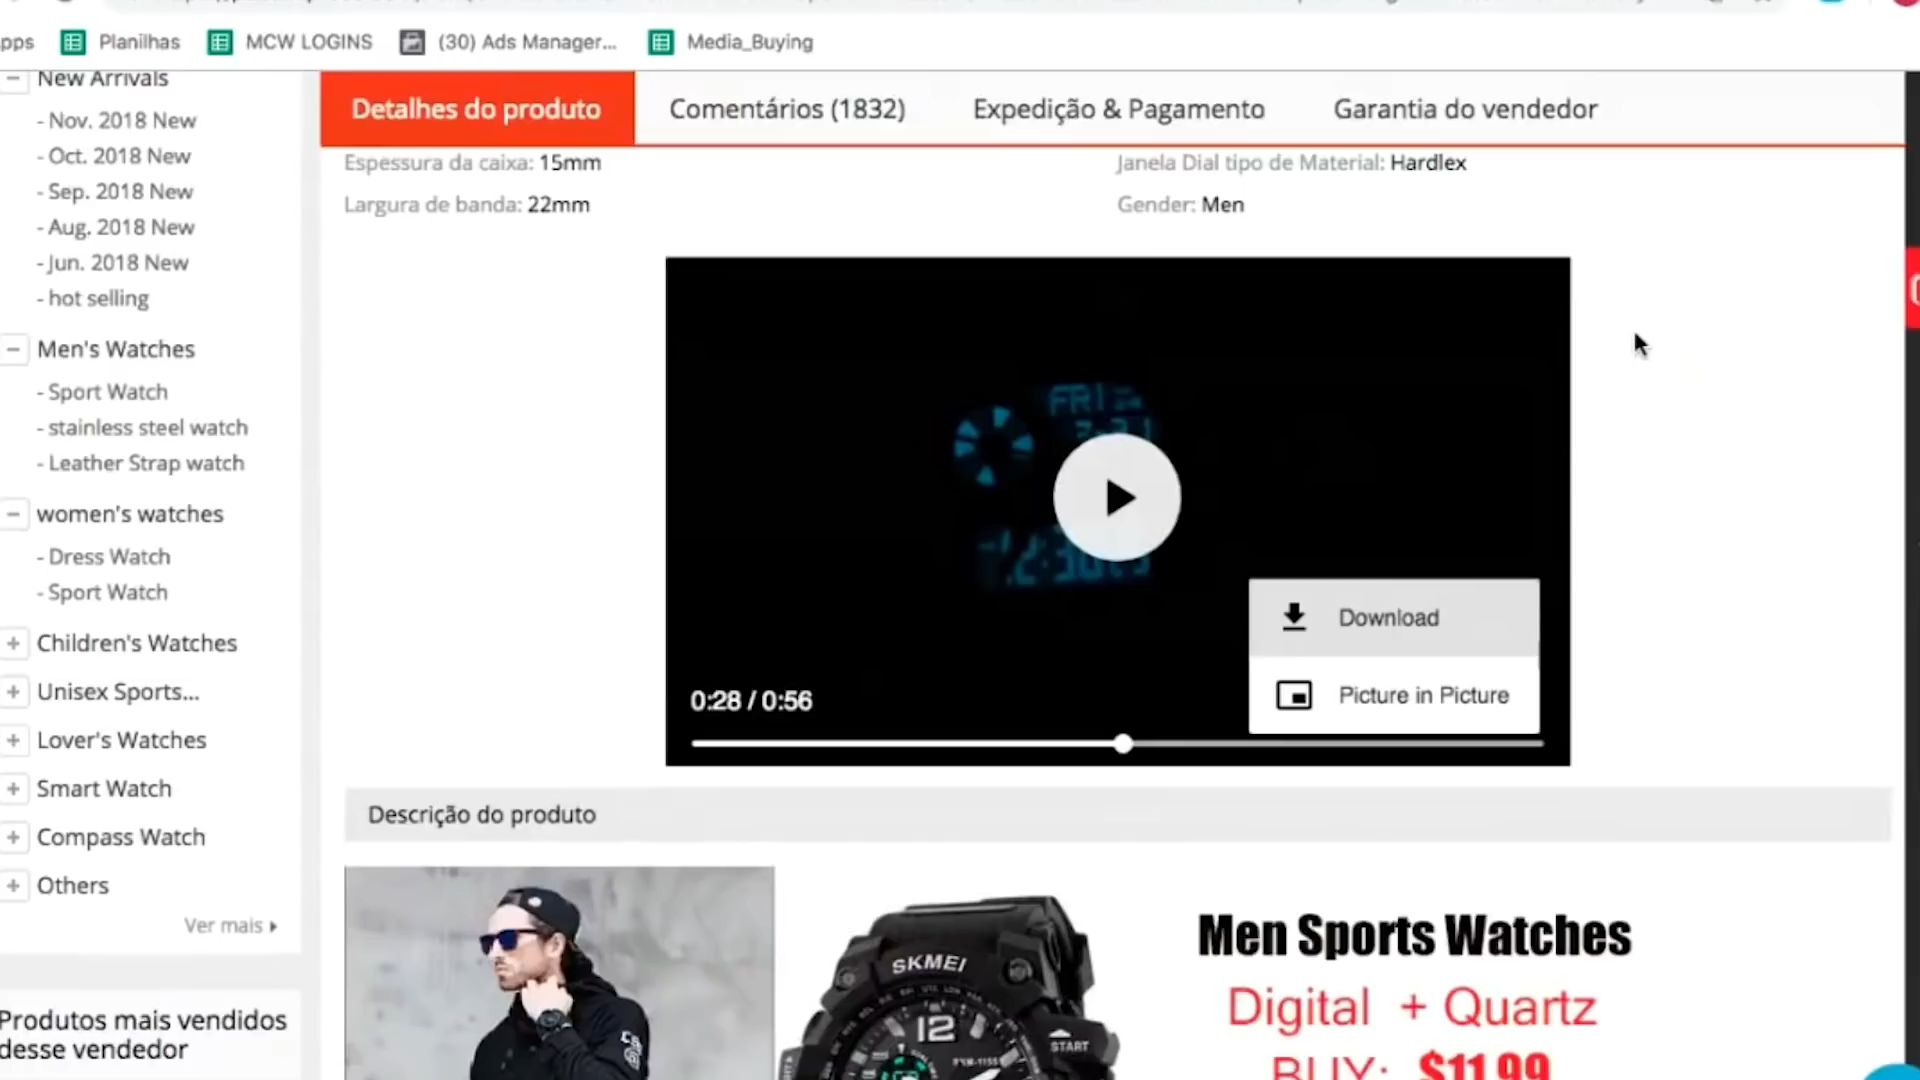 Planilhas
MCW LOGINS
(30) Ads Manager...
Media_Buying
New Arrivals
- Nov. 2018 New
- Oct. 2018 New
- Sep. 2018 New
- Aug. 2018 New
- Jun. 2018 New
- hot selling
Men's Watches
- Sport Watch
- stainless steel watch
- Leather Strap watch
women's watches
- Dress Watch
- Sport Watch
Children's Watches
Unisex Sports...
Lover's Watches
Smart Watch
Compass Watch
Others
Ver mais
Produtos mais vendidos
desse vendedor
Detalhes do produto
Comentários (1832)
Expedição & Pagamento
Garantia do vendedor
Espessura da caixa: 15mm
Janela Dial tipo de Material: Hardlex
Largura de banda: 22mm
Gender: Men
FRI
Download
Picture in Picture
0:28 / 0:56
Descrição do produto
SKMEI
12
START
Men Sports Watches
Digital + Quartz
BUY: $11.99